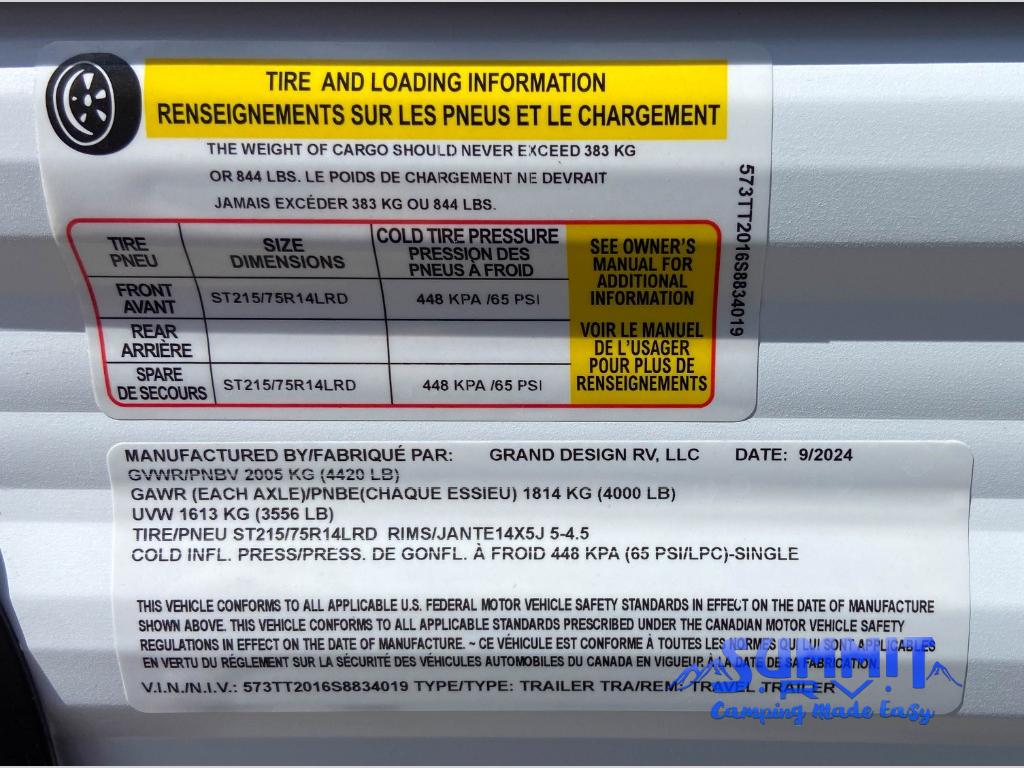 TIRE AND LOADING INFORMATION
RENSEIGNEMENTS SUR LES PNEUS ET LE CHARGEMENT
THE WEIGHT OF CARGO SHOULD NEVER EXCEED 383 KG
OR 844 LBS. LE POIDS DE CHARGEMENT NE DEVRAIT
JAMAIS EXCÉDER 383 KG OU 844 LBS.
TIRE
PNEU
SIZE
DIMENSIONS
COLD TIRE PRESSURE
PRESSION DES
PNEUS À FROID
FRONT
AVANT
ST215/75R14LRD
448 KPA /65 PSI
REAR
ARRIÈRE
SPARE
DE SECOURS
ST215/75R14LRD
448 KPA /65 PSI
SEE OWNER'S
MANUAL FOR
ADDITIONAL
INFORMATION
VOIR LE MANUEL
DE L'USAGER
POUR PLUS DE
RENSEIGNEMENTS
573TT2016S8834019
MANUFACTURED BY/FABRIQUÉ PAR: GRAND DESIGN RV, LLC DATE: 9/2024
GVWR/PNBV 2005 KG (4420 LB)
GAWR (EACH AXLE)/PNBE(CHAQUE ESSIEU) 1814 KG (4000 LB)
UVW 1613 KG (3556 LB)
TIRE/PNEU ST215/75R14LRD RIMS/JANTE14X5J 5-4.5
COLD INFL. PRESS/PRESS. DE GONFL. À FROID 448 KPA (65 PSI/LPC)-SINGLE
THIS VEHICLE CONFORMS TO ALL APPLICABLE U.S. FEDERAL MOTOR VEHICLE SAFETY STANDARDS IN EFFECT ON THE DATE OF MANUFACTURE
SHOWN ABOVE. THIS VEHICLE CONFORMS TO ALL APPLICABLE STANDARDS PRESCRIBED UNDER THE CANADIAN MOTOR VEHICLE SAFETY
REGULATIONS IN EFFECT ON THE DATE OF MANUFACTURE. ~ CE VÉHICULE EST CONFORME À TOUTES LES NORMES QUI LUI SONT APPLICABLES
EN VERTU DU RÉGLEMENT SUR LA SÉCURITÉ DES VÉHICULES AUTOMOBILES DU CANADA EN VIGUEUR À LA DATE DE SA FABRICATION.
V.I.N./N.I.V.: 573TT2016S8834019 TYPE/TYPE: TRAILER TRA/REM: TRAVEL TRAILER
SUMMIT
RV
Camping Made Easy